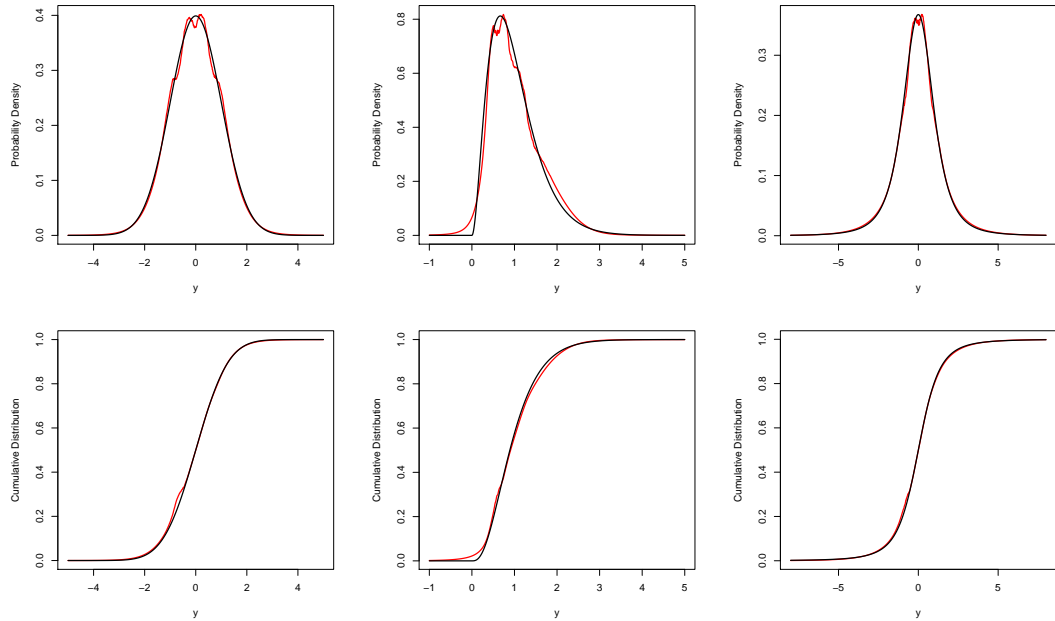 Probability Density
0.0 0.1 0.2 0.3 0.4
−4 −2 0 2 4
y
Probability Density
0.0 0.2 0.4 0.6 0.8
−1 0 1 2 3 4 5
y
Probability Density
0.0 0.1 0.2 0.3
−5 0 5
y
Cumulative Distribution
0.0 0.2 0.4 0.6 0.8 1.0
−4 −2 0 2 4
y
Cumulative Distribution
0.0 0.2 0.4 0.6 0.8 1.0
−1 0 1 2 3 4 5
y
Cumulative Distribution
0.0 0.2 0.4 0.6 0.8 1.0
−5 0 5
y